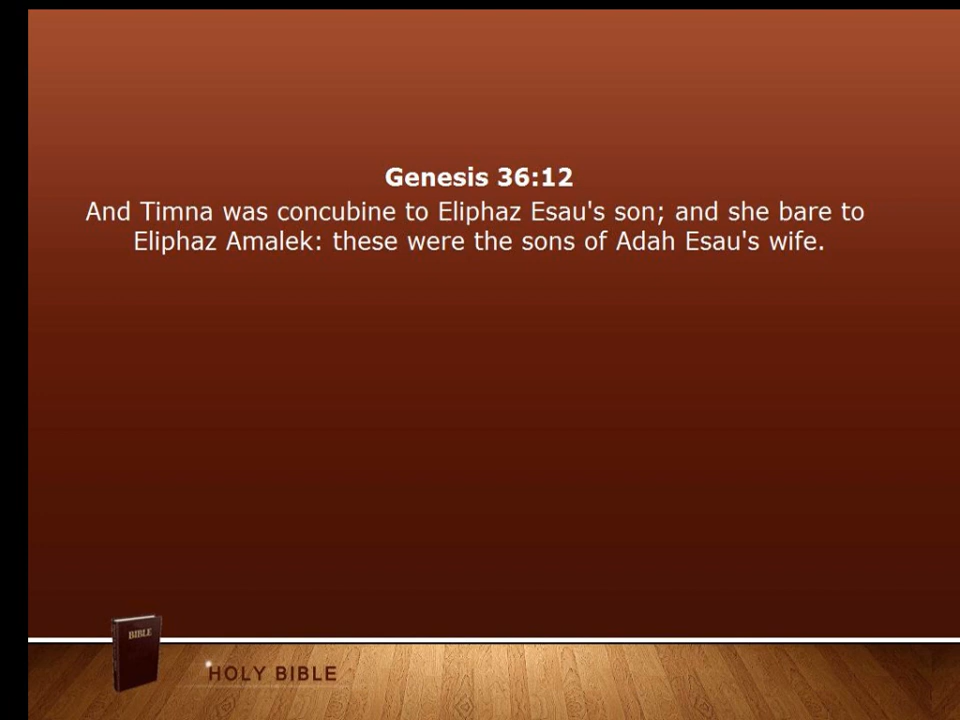 Genesis 36:12
And Timna was concubine to Eliphaz Esau's son; and she bare to
Eliphaz Amalek: these were the sons of Adah Esau's wife.
BIBLE
HOLY BIBLE